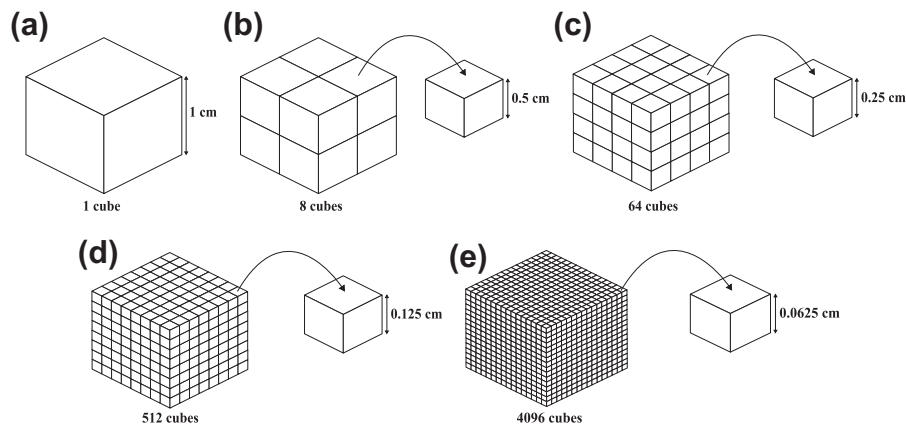 (a)
1 cm
1 cube
(b)
0.5 cm
8 cubes
(c)
0.25 cm
64 cubes
(d)
0.125 cm
512 cubes
(e)
0.0625 cm
4096 cubes